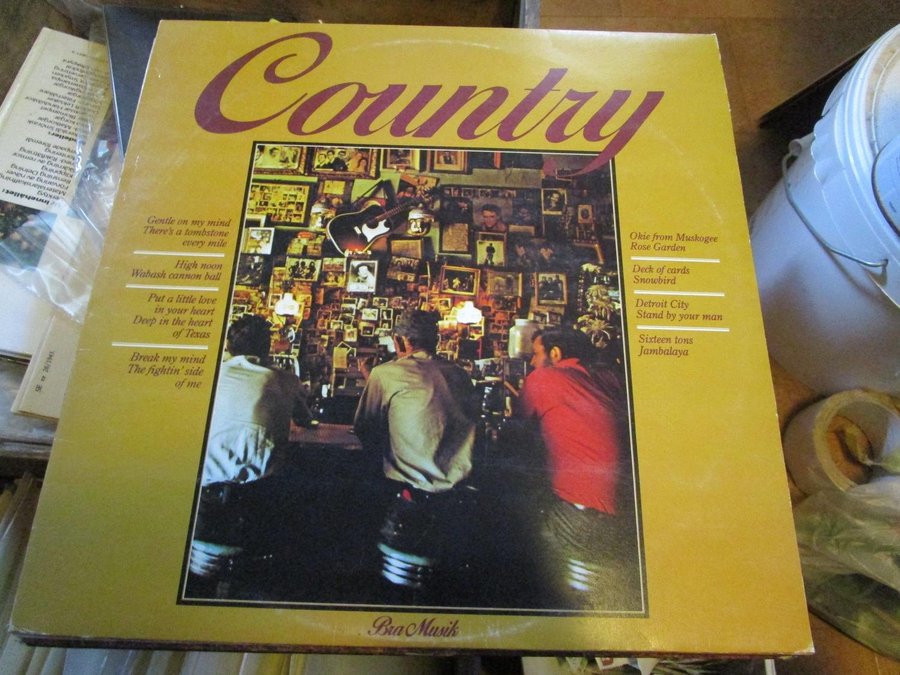 Country
Gentle on my mind
There's a tombstone
every mile
High noon
Wabash cannon ball
Put a little love
in your heart
Deep in the heart
of Texas
Break my mind
The fightin' side
of me
Okie from Muskogee
Rose Garden
Deck of cards
Snowbird
Detroit City
Stand by your man
Sixteen tons
Jambalaya
Bra Musik